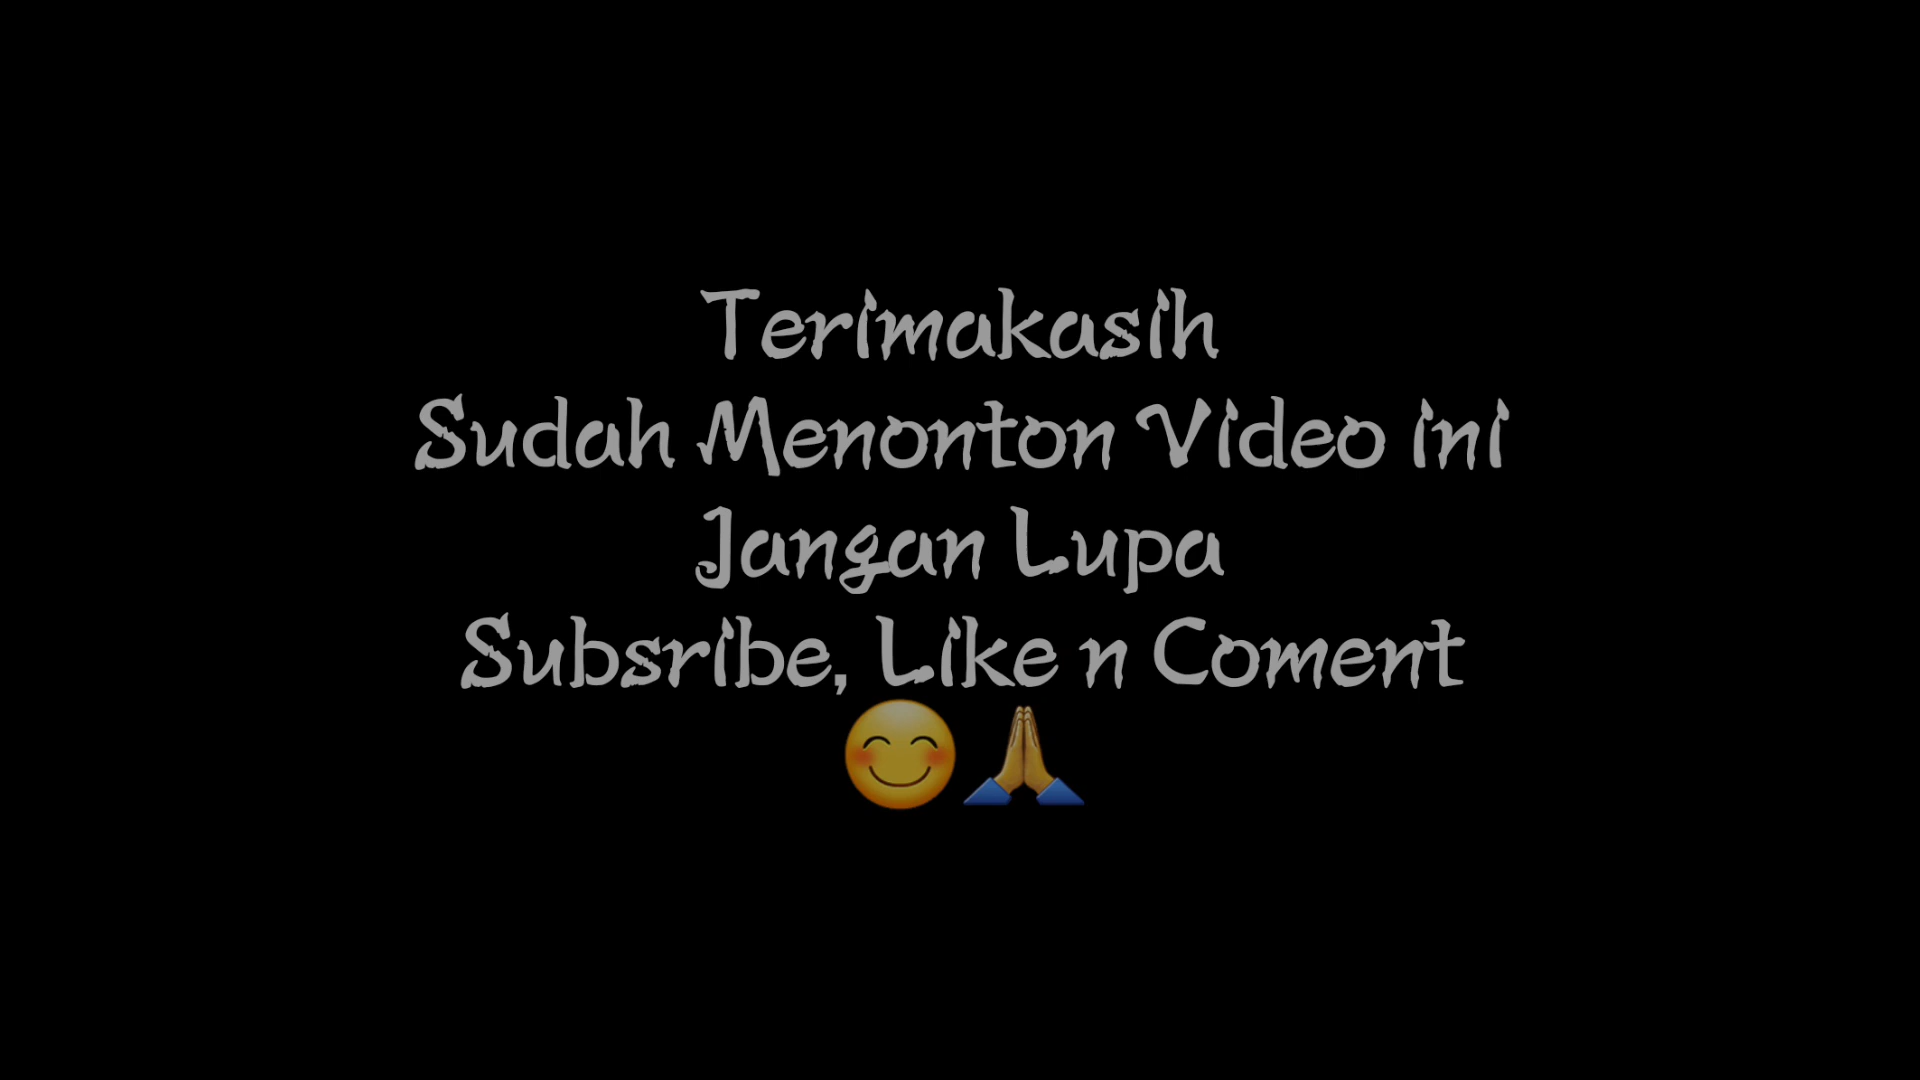 Terimakasih
Sudah Menonton Video ini
Jangan Lupa
Subsribe, Like n Coment
😊🙏